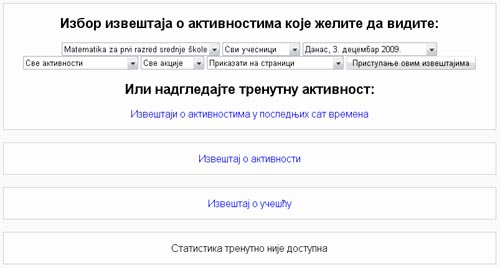 Избор извештаја о активностима које желите да видите:
Matematika za prvi razred srednje škole Сви учесници Данас, 3. децембар 2009.
Све активности Све акције Приказати на страници Приступање овим извештајима
Или надгледајте тренутну активност:
Извештаји о активностима у последњих сат времена
Извештај о активности
Извештај о учешћу
Статистика тренутно није доступна